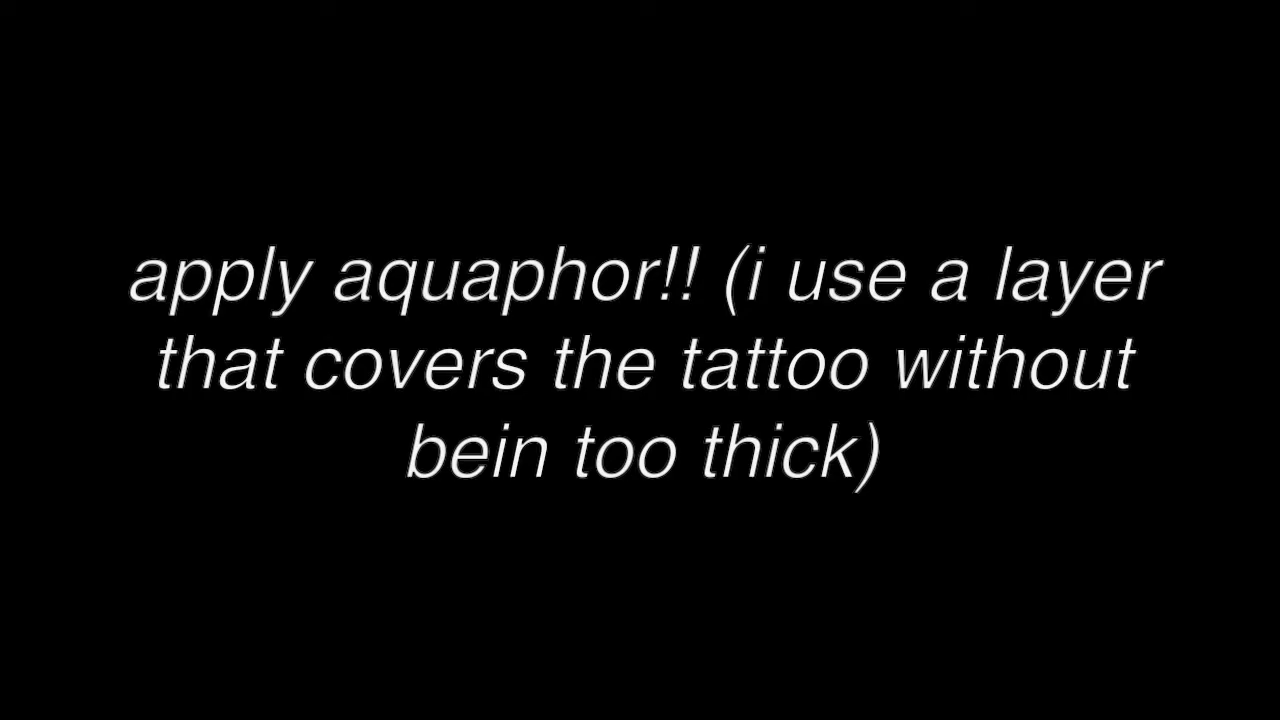 apply aquaphor!! (i use a layer
that covers the tattoo without
bein too thick)